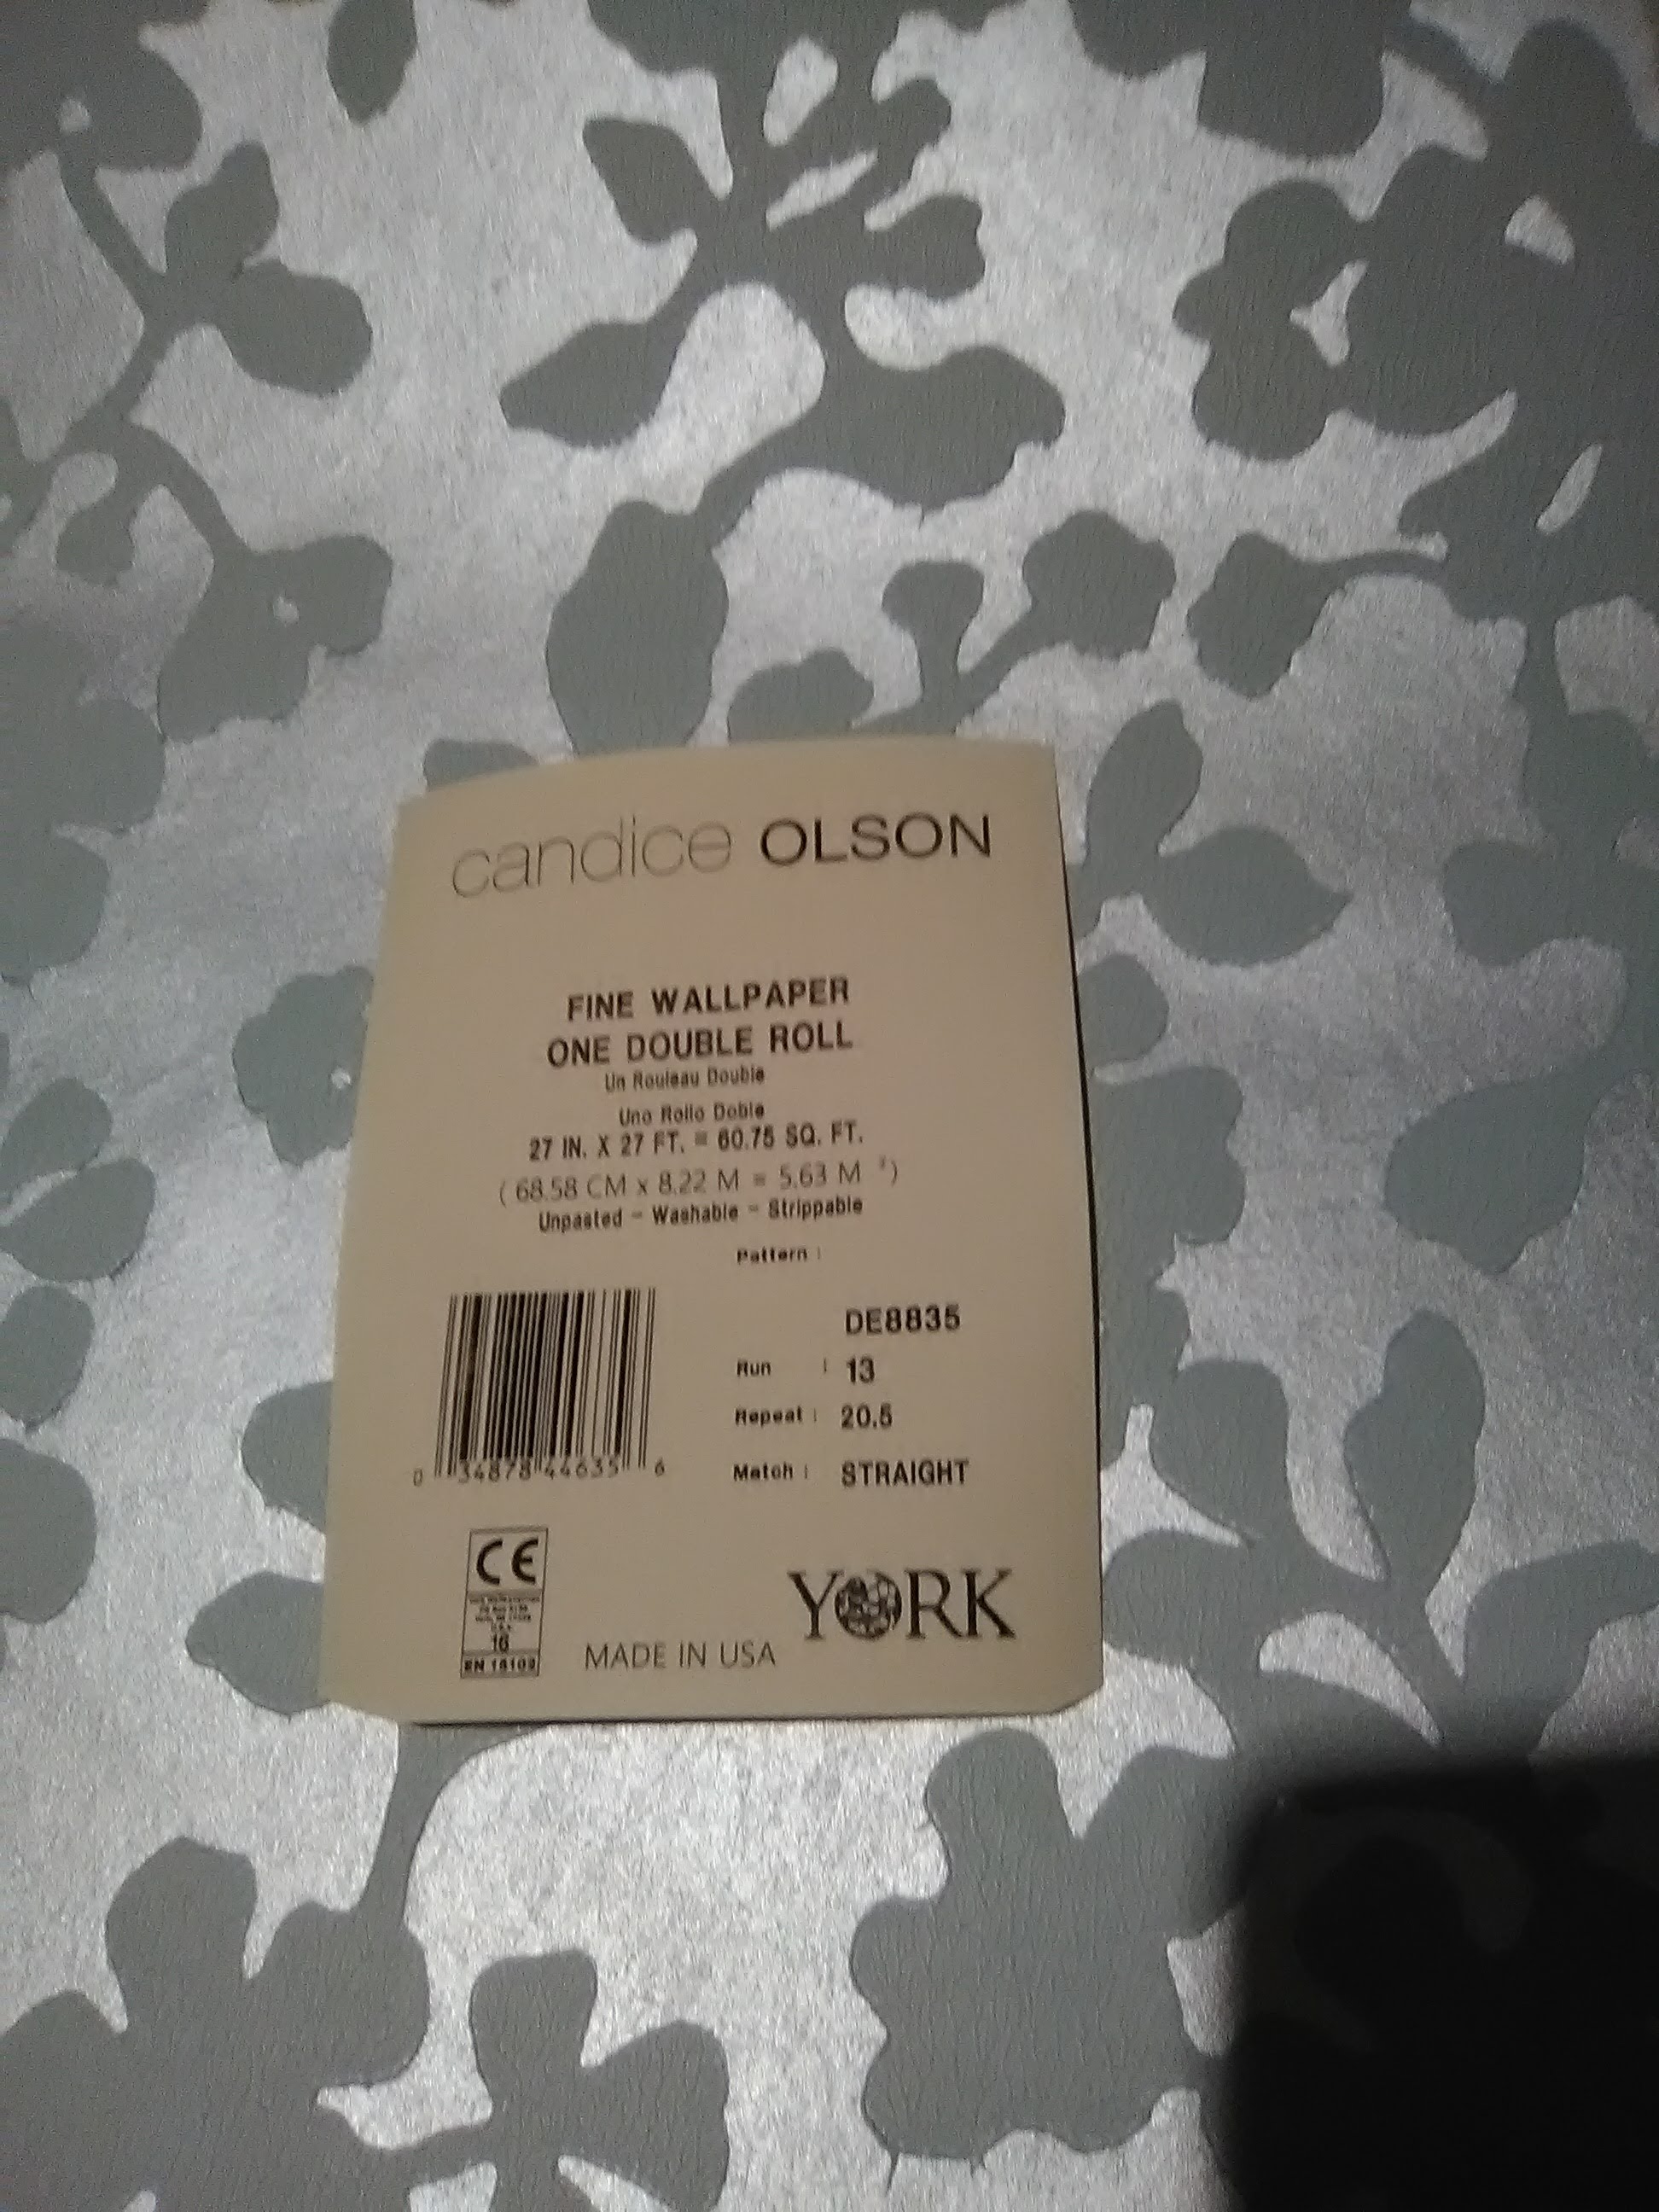 candice OLSON
FINE WALLPAPER
ONE DOUBLE ROLL
Un Rouleau Double
Uno Rollo Doble
27 IN. X 27 FT. = 60.75 SQ. FT.
( 68.58 CM x 8.22 M = 5.63 M ²)
Unpasted - Washable - Strippable
Pattern :
DE8835
Run : 13
Repeat : 20.5
Match : STRAIGHT
0 34878 44635 6
CE
16
EN 15102
MADE IN USA
YORK